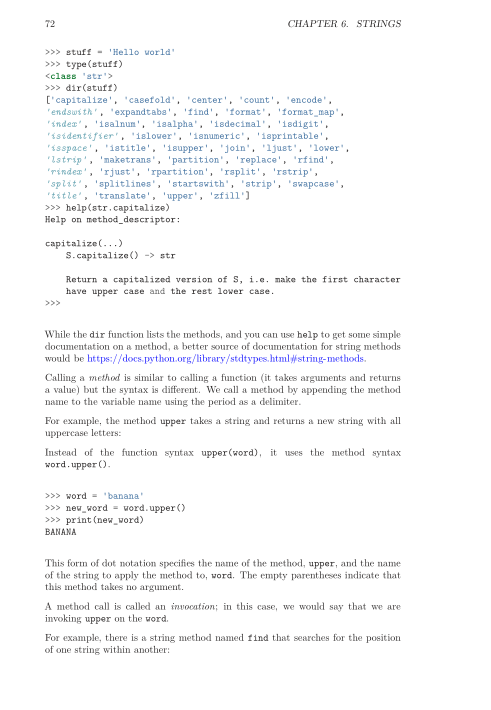 72 CHAPTER 6. STRINGS
>>> stuff = 'Hello world'
>>> type(stuff)
<class 'str'>
>>> dir(stuff)
['capitalize', 'casefold', 'center', 'count', 'encode',
'endswith', 'expandtabs', 'find', 'format', 'format_map',
'index', 'isalnum', 'isalpha', 'isdecimal', 'isdigit',
'isidentifier', 'islower', 'isnumeric', 'isprintable',
'isspace', 'istitle', 'isupper', 'join', 'ljust', 'lower',
'lstrip', 'maketrans', 'partition', 'replace', 'rfind',
'rindex', 'rjust', 'rpartition', 'rsplit', 'rstrip',
'split', 'splitlines', 'startswith', 'strip', 'swapcase',
'title', 'translate', 'upper', 'zfill']
>>> help(str.capitalize)
Help on method_descriptor:
capitalize(...)
S.capitalize() -> str
Return a capitalized version of S, i.e. make the first character
have upper case and the rest lower case.
>>>
While the dir function lists the methods, and you can use help to get some simple
documentation on a method, a better source of documentation for string methods
would be https://docs.python.org/library/stdtypes.html#string-methods.
Calling a method is similar to calling a function (it takes arguments and returns
a value) but the syntax is different. We call a method by appending the method
name to the variable name using the period as a delimiter.
For example, the method upper takes a string and returns a new string with all
uppercase letters:
Instead of the function syntax upper(word), it uses the method syntax
word.upper().
>>> word = 'banana'
>>> new_word = word.upper()
>>> print(new_word)
BANANA
This form of dot notation specifies the name of the method, upper, and the name
of the string to apply the method to, word. The empty parentheses indicate that
this method takes no argument.
A method call is called an invocation; in this case, we would say that we are
invoking upper on the word.
For example, there is a string method named find that searches for the position
of one string within another: